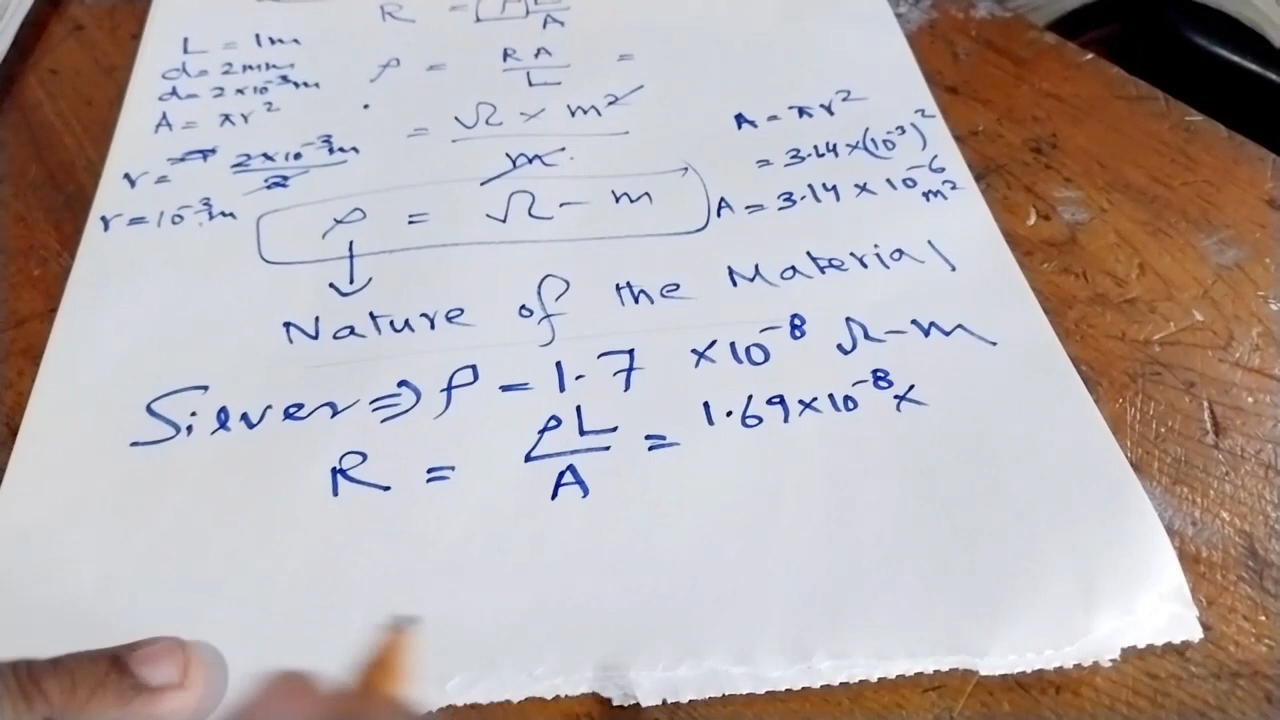 R = ρL/A
L = 1m
d = 2mm
d = 2×10⁻³m
A = πr²
r = 2×10⁻³m/2
r = 10⁻³m
ρ = RA/L =
= Ω × m²/m
ρ = Ω-m
A = πr²
= 3.14×(10⁻³)²
A = 3.14 × 10⁻⁶ m²
Nature of the Material
Silver ⇒ ρ = 1.7 ×10⁻⁸ Ω-m
R = ρL/A = 1.69×10⁻⁸×